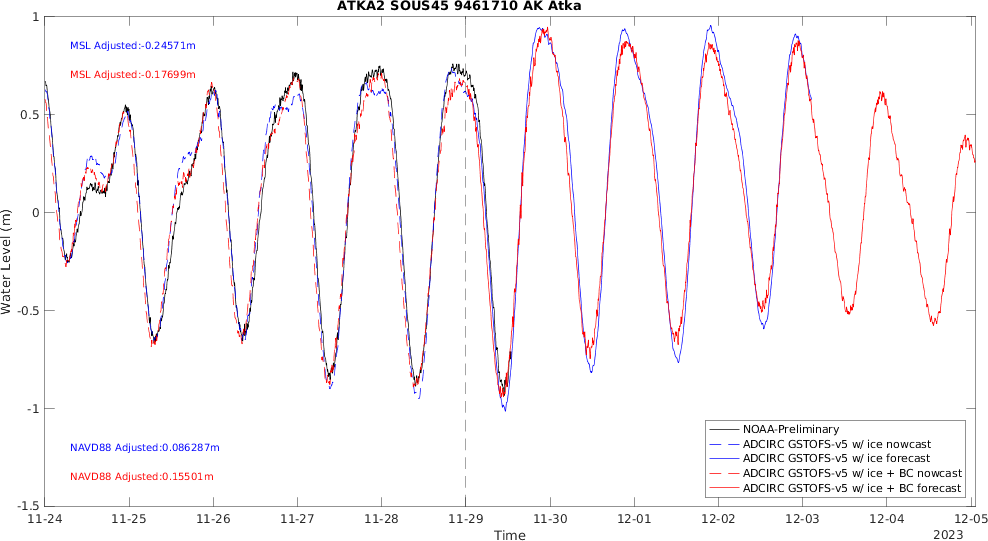 ATKA2 SOUS45 9461710 AK Atka
1
MSL Adjusted:-0.24571m
MSL Adjusted:-0.17699m
0.5
0
Water Level (m)
-0.5
-1
NAVD88 Adjusted:0.086287m
NAVD88 Adjusted:0.15501m
-1.5
NOAA-Preliminary
ADCIRC GSTOFS-v5 w/ ice nowcast
ADCIRC GSTOFS-v5 w/ ice forecast
ADCIRC GSTOFS-v5 w/ ice + BC nowcast
ADCIRC GSTOFS-v5 w/ ice + BC forecast
11-24 11-25 11-26 11-27 11-28 11-29 11-30 12-01 12-02 12-03 12-04 12-05
Time
2023